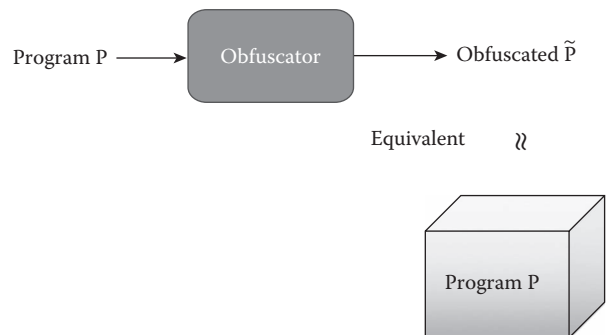 Program P Obfuscator Obfuscated P̃
Equivalent ≈
Program P